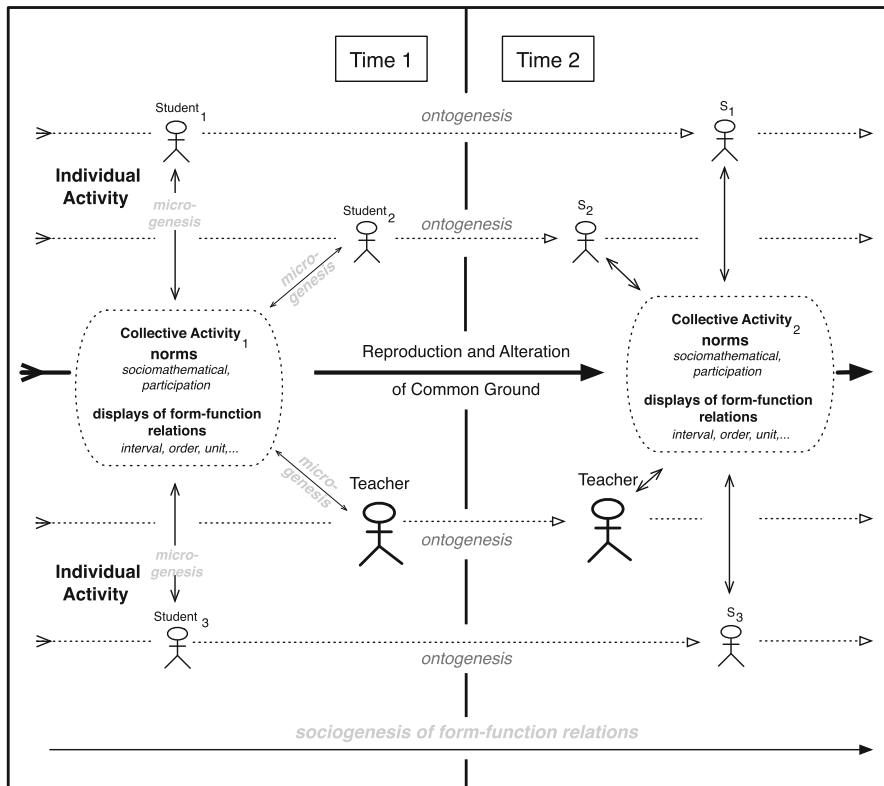 Time 1
Time 2
Student 1
S1
ontogenesis
Individual
Activity
micro-
genesis
Student 2
S2
ontogenesis
micro-
genesis
Collective Activity 1
norms
sociomathematical,
participation
displays of form-function
relations
interval, order, unit,...
Reproduction and Alteration
of Common Ground
Collective Activity 2
norms
sociomathematical,
participation
displays of form-function
relations
interval, order, unit,...
micro-
genesis
Teacher
Teacher
ontogenesis
Individual
Activity
micro-
genesis
Student 3
S3
ontogenesis
sociogenesis of form-function relations